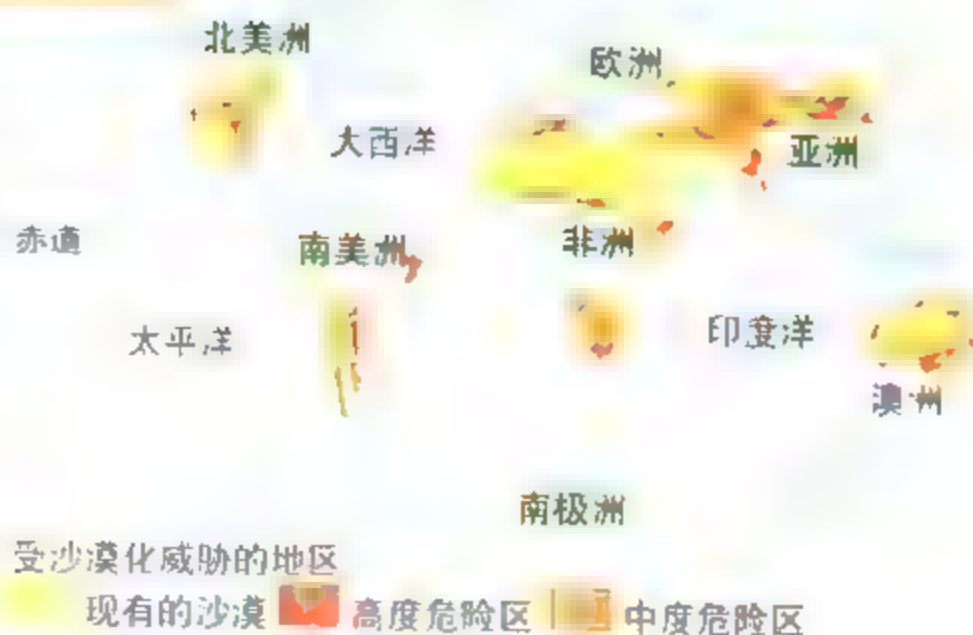 北美洲
欧洲
大西洋
亚洲
赤道
南美洲
非洲
太平洋
印度洋
澳洲
南极洲
受沙漠化威胁的地区
现有的沙漠 高度危险区 中度危险区